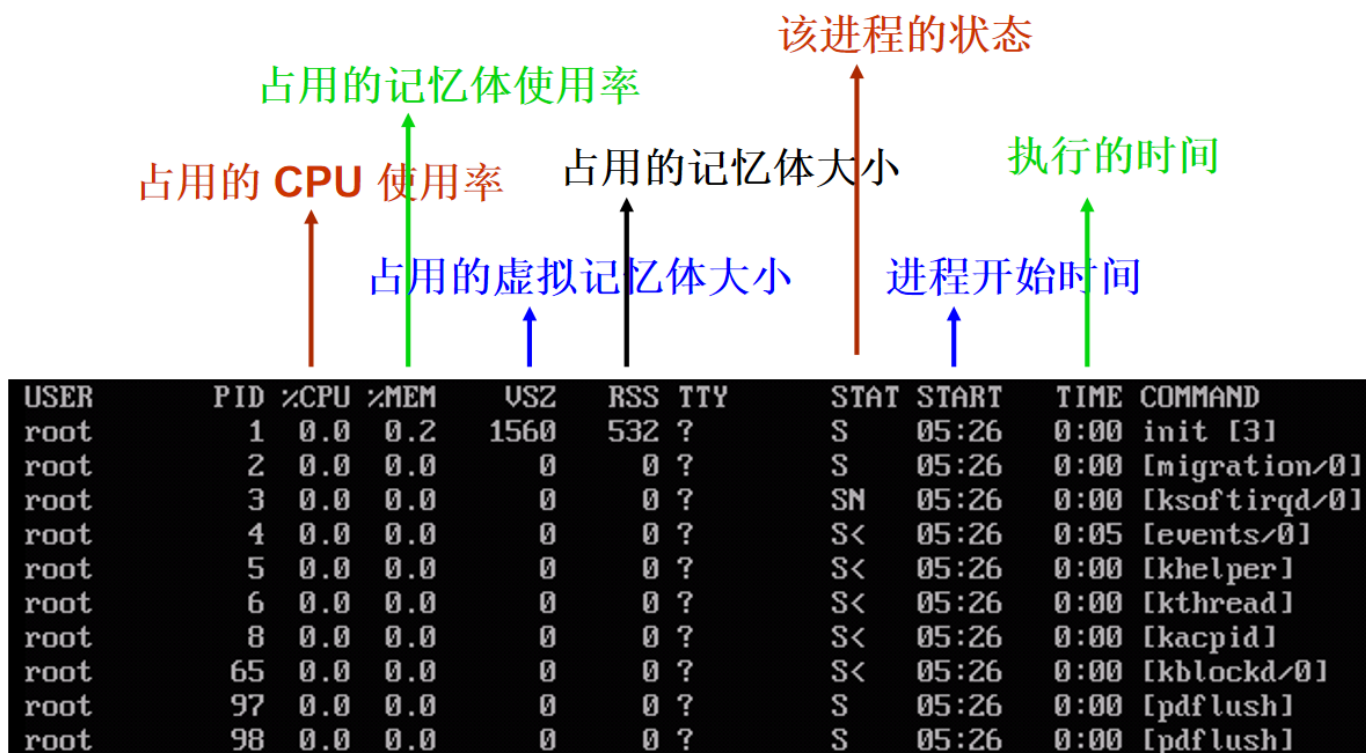 该进程的状态
占用的记忆体使用率
占用的 CPU 使用率
占用的记忆体大小
执行的时间
占用的虚拟记忆体大小
进程开始时间
USER PID %CPU %MEM VSZ RSS TTY STAT START TIME COMMAND
root 1 0.0 0.2 1560 532 ? S 05:26 0:00 init [3]
root 2 0.0 0.0 0 0 ? S 05:26 0:00 [migration/0]
root 3 0.0 0.0 0 0 ? SN 05:26 0:00 [ksoftirqd/0]
root 4 0.0 0.0 0 0 ? S< 05:26 0:05 [events/0]
root 5 0.0 0.0 0 0 ? S< 05:26 0:00 [khelper]
root 6 0.0 0.0 0 0 ? S< 05:26 0:00 [kthread]
root 8 0.0 0.0 0 0 ? S< 05:26 0:00 [kacpid]
root 65 0.0 0.0 0 0 ? S< 05:26 0:00 [kblockd/0]
root 97 0.0 0.0 0 0 ? S 05:26 0:00 [pdflush]
root 98 0.0 0.0 0 0 ? S 05:26 0:00 [pdflush]